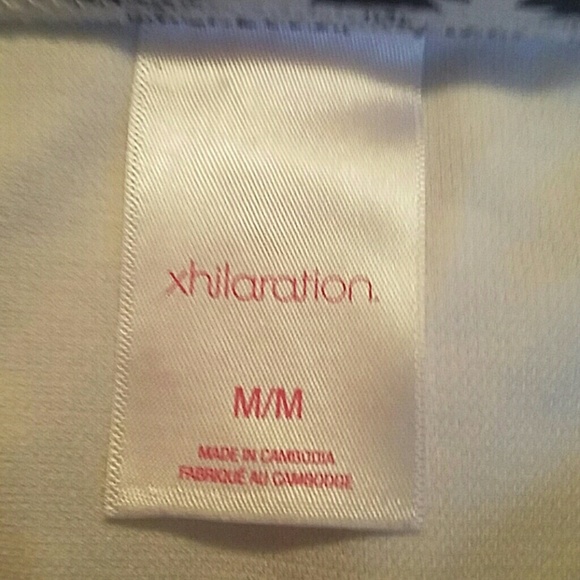 xhilaration.
M/M
MADE IN CAMBODIA
FABRIQUÉ AU CAMBODGE